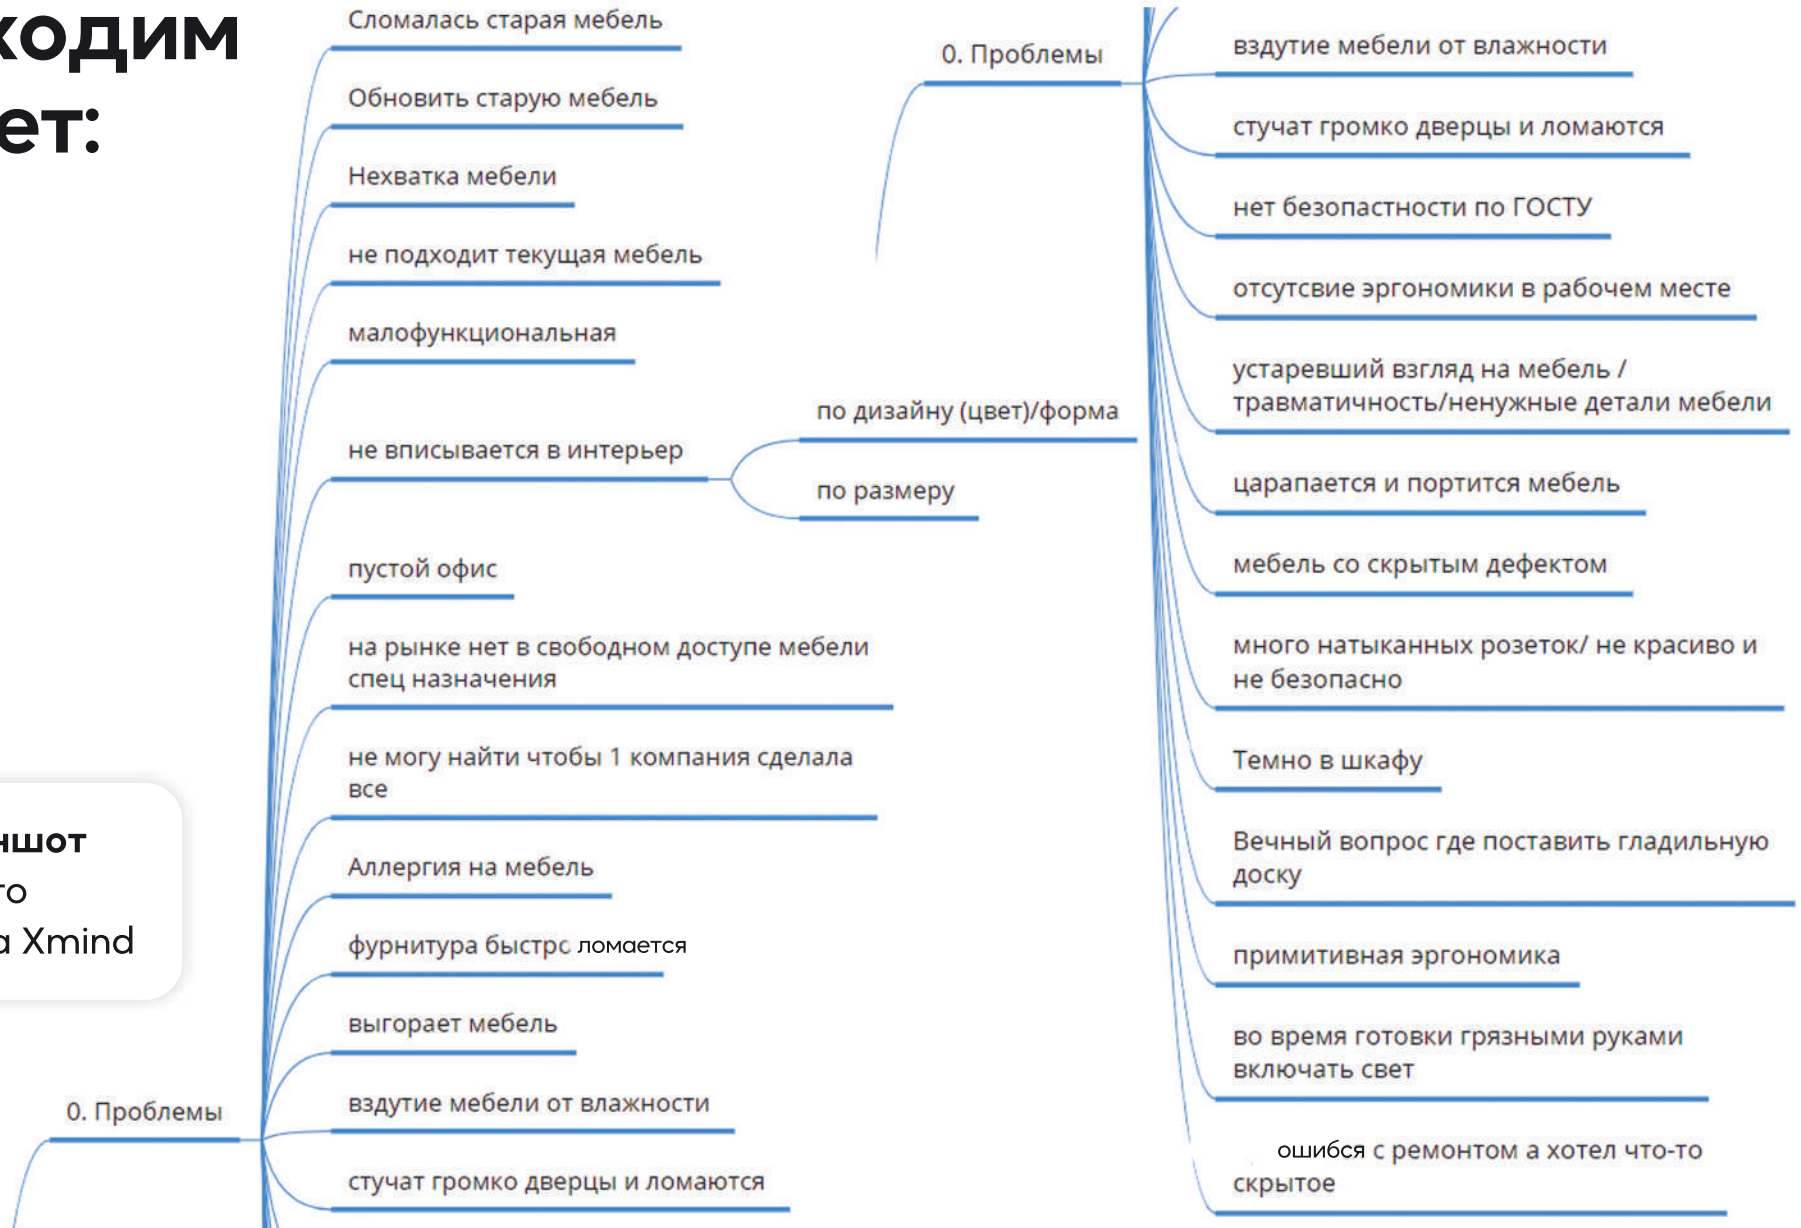 ходим
ет:
ншот
го
а Xmind
0. Проблемы
Сломалась старая мебель
Обновить старую мебель
Нехватка мебели
не подходит текущая мебель
малофункциональная
не вписывается в интерьер
по дизайну (цвет)/форма
по размеру
пустой офис
на рынке нет в свободном доступе мебели
спец назначения
не могу найти чтобы 1 компания сделала
все
Аллергия на мебель
фурнитура быстро ломается
выгорает мебель
вздутие мебели от влажности
стучат громко дверцы и ломаются
0. Проблемы
вздутие мебели от влажности
стучат громко дверцы и ломаются
нет безопастности по ГОСТУ
отсутсвие эргономики в рабочем месте
устаревший взгляд на мебель /
травматичность/ненужные детали мебели
царапается и портится мебель
мебель со скрытым дефектом
много натыканных розеток/ не красиво и
не безопасно
Темно в шкафу
Вечный вопрос где поставить гладильную
доску
примитивная эргономика
во время готовки грязными руками
включать свет
ошибся с ремонтом а хотел что-то
скрытое